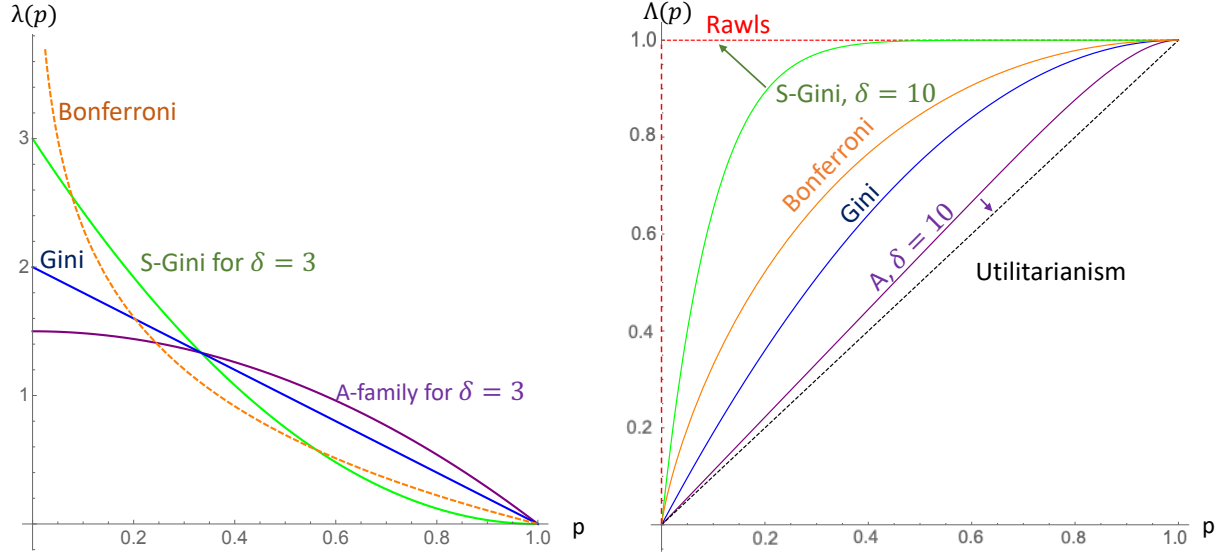 λ(p)
Bonferroni
3
S-Gini for δ = 3
Gini
2
A-family for δ = 3
1
0.2
0.4
0.6
0.8
1.0
p
Λ(p)
Rawls
1.0
S-Gini, δ = 10
0.8
Bonferroni
Gini
0.6
A, δ = 10
Utilitarianism
0.4
0.2
0.2
0.4
0.6
0.8
1.0
p